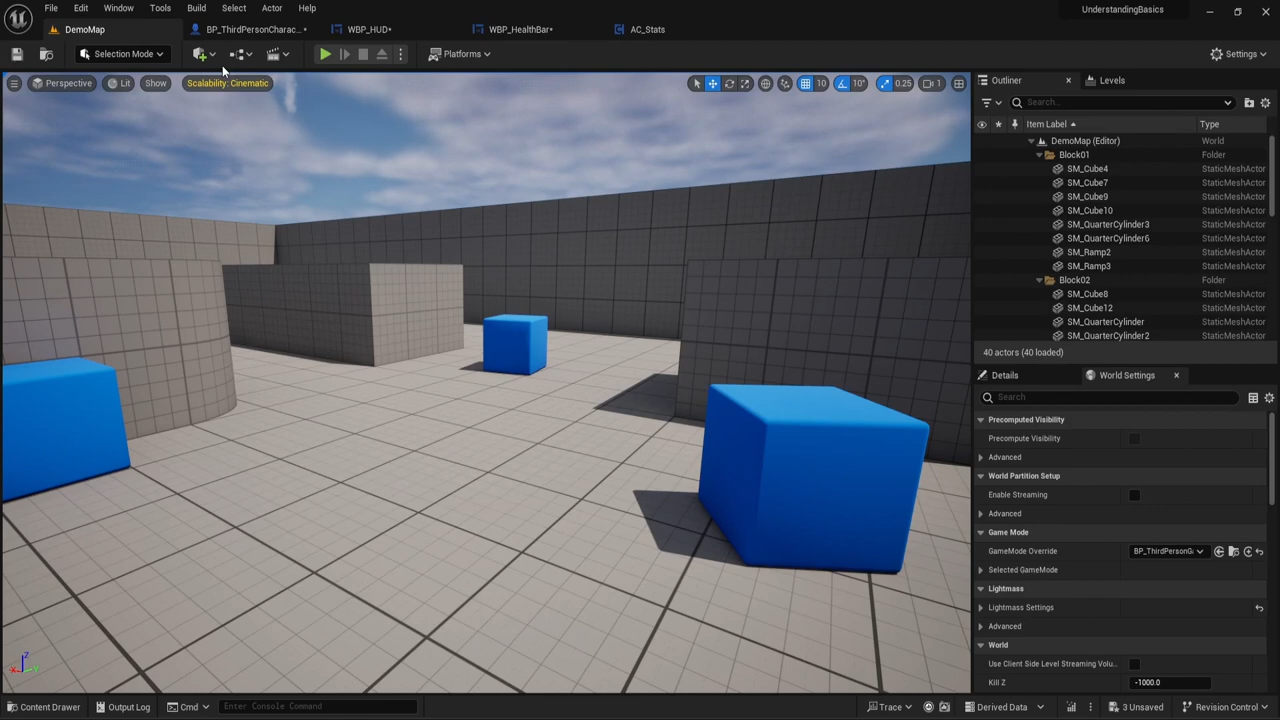 File Edit Window Tools Build Select Actor Help
UnderstandingBasics
DemoMap
BP_ThirdPersonCharac...•
WBP_HUD•
WBP_HealthBar•
AC_Stats
Selection Mode
Platforms
Settings
Perspective
Lit
Show
Scalability: Cinematic
10
10°
0.25
1
Outliner
Levels
Search...
Item Label
Type
DemoMap (Editor) World
Block01 Folder
SM_Cube4 StaticMeshActor
SM_Cube7 StaticMeshActor
SM_Cube9 StaticMeshActor
SM_Cube10 StaticMeshActor
SM_QuarterCylinder3 StaticMeshActor
SM_QuarterCylinder6 StaticMeshActor
SM_Ramp2 StaticMeshActor
SM_Ramp3 StaticMeshActor
Block02 Folder
SM_Cube8 StaticMeshActor
SM_Cube12 StaticMeshActor
SM_QuarterCylinder StaticMeshActor
SM_QuarterCylinder2 StaticMeshActor
40 actors (40 loaded)
Details
World Settings
Search
Precomputed Visibility
Precompute Visibility
Advanced
World Partition Setup
Enable Streaming
Advanced
Game Mode
GameMode Override BP_ThirdPersonGa
Selected GameMode
Lightmass
Lightmass Settings
Advanced
World
Use Client Side Level Streaming Volu...
Kill Z -1000.0
Z
X
Y
Content Drawer
Output Log
Cmd
Enter Console Command
Trace
Derived Data
3 Unsaved
Revision Control